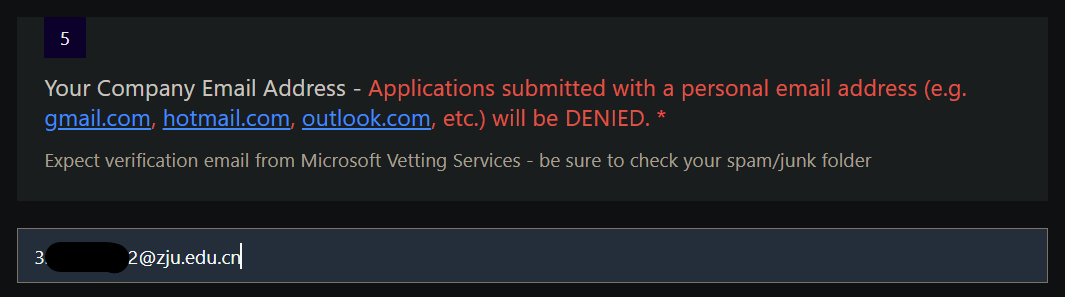 5
Your Company Email Address - Applications submitted with a personal email address (e.g.
gmail.com, hotmail.com, outlook.com, etc.) will be DENIED. *
Expect verification email from Microsoft Vetting Services - be sure to check your spam/junk folder
3 2@zju.edu.cn